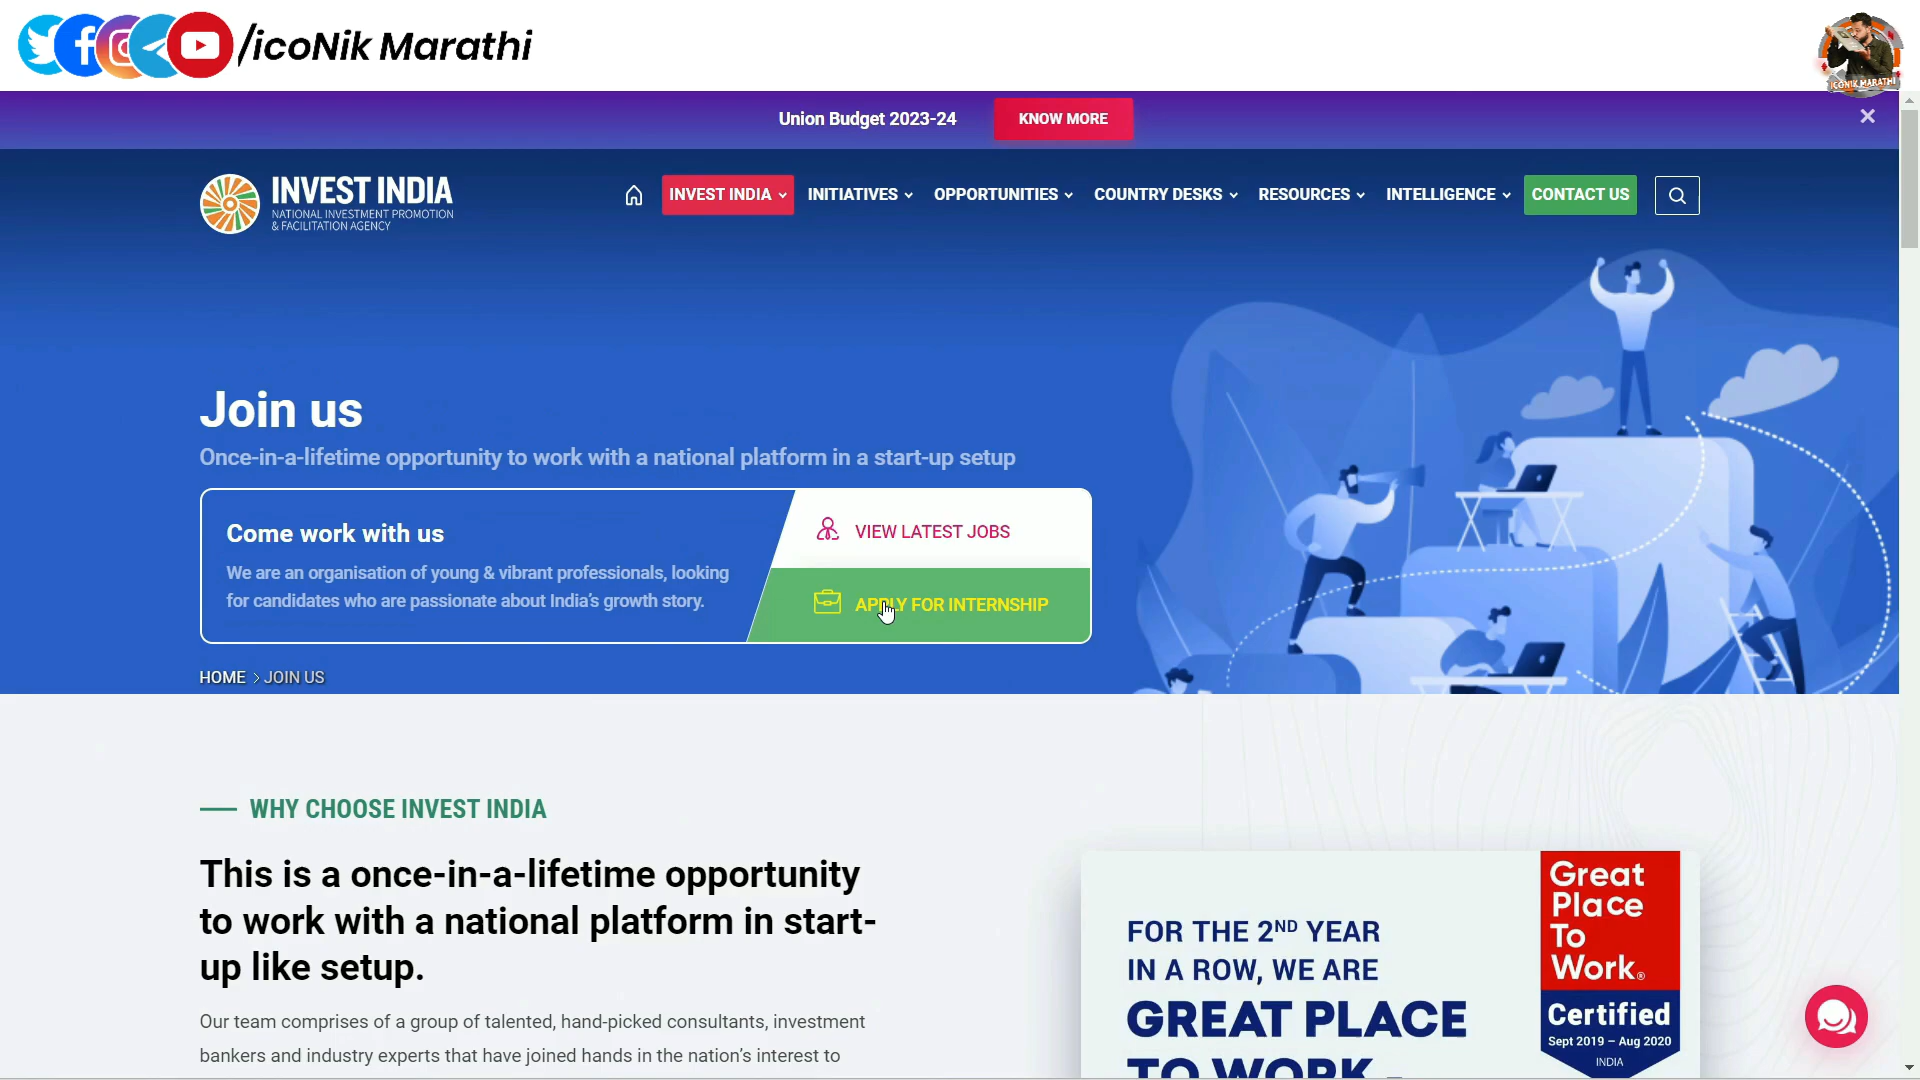 /icoNik Marathi
ICONIK MARATHI
Union Budget 2023-24
KNOW MORE
INVEST INDIA
NATIONAL INVESTMENT PROMOTION
& FACILITATION AGENCY
INVEST INDIA
INITIATIVES
OPPORTUNITIES
COUNTRY DESKS
RESOURCES
INTELLIGENCE
CONTACT US
Join us
Once-in-a-lifetime opportunity to work with a national platform in a start-up setup
Come work with us
We are an organisation of young & vibrant professionals, looking
for candidates who are passionate about India's growth story.
VIEW LATEST JOBS
APPLY FOR INTERNSHIP
HOME > JOIN US
WHY CHOOSE INVEST INDIA
This is a once-in-a-lifetime opportunity
to work with a national platform in start-
up like setup.
Our team comprises of a group of talented, hand-picked consultants, investment
bankers and industry experts that have joined hands in the nation's interest to
FOR THE 2ND YEAR
IN A ROW, WE ARE
GREAT PLACE
TO WORK -
Great
Place
To
Work®
Certified
Sept 2019 – Aug 2020
INDIA